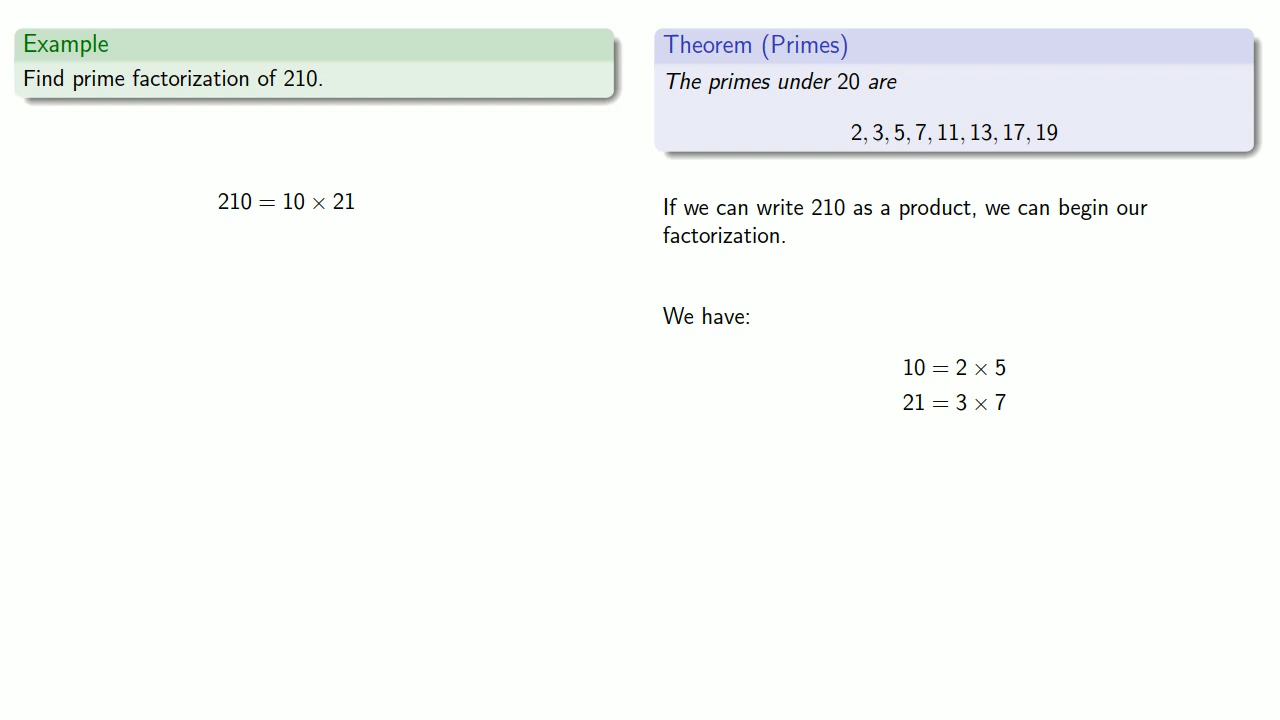 Example
Find prime factorization of 210.
210 = 10 × 21
Theorem (Primes)
The primes under 20 are
2, 3, 5, 7, 11, 13, 17, 19
If we can write 210 as a product, we can begin our
factorization.
We have:
10 = 2 × 5
21 = 3 × 7